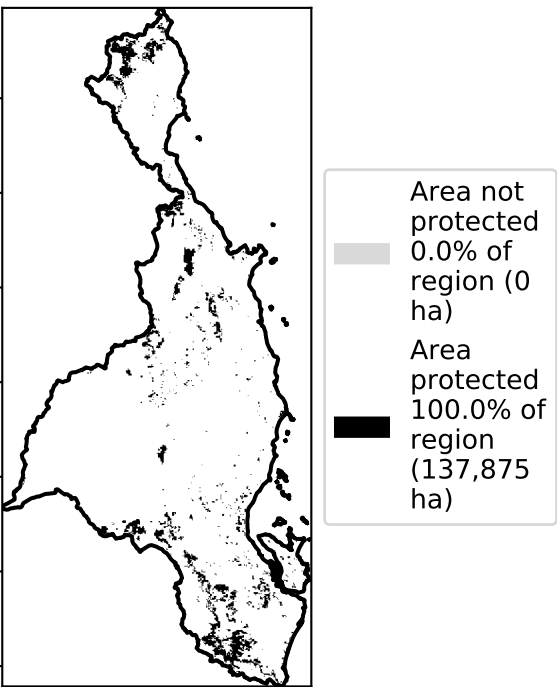 Area not
protected
0.0% of
region (0
ha)
Area
protected
100.0% of
region
(137,875
ha)